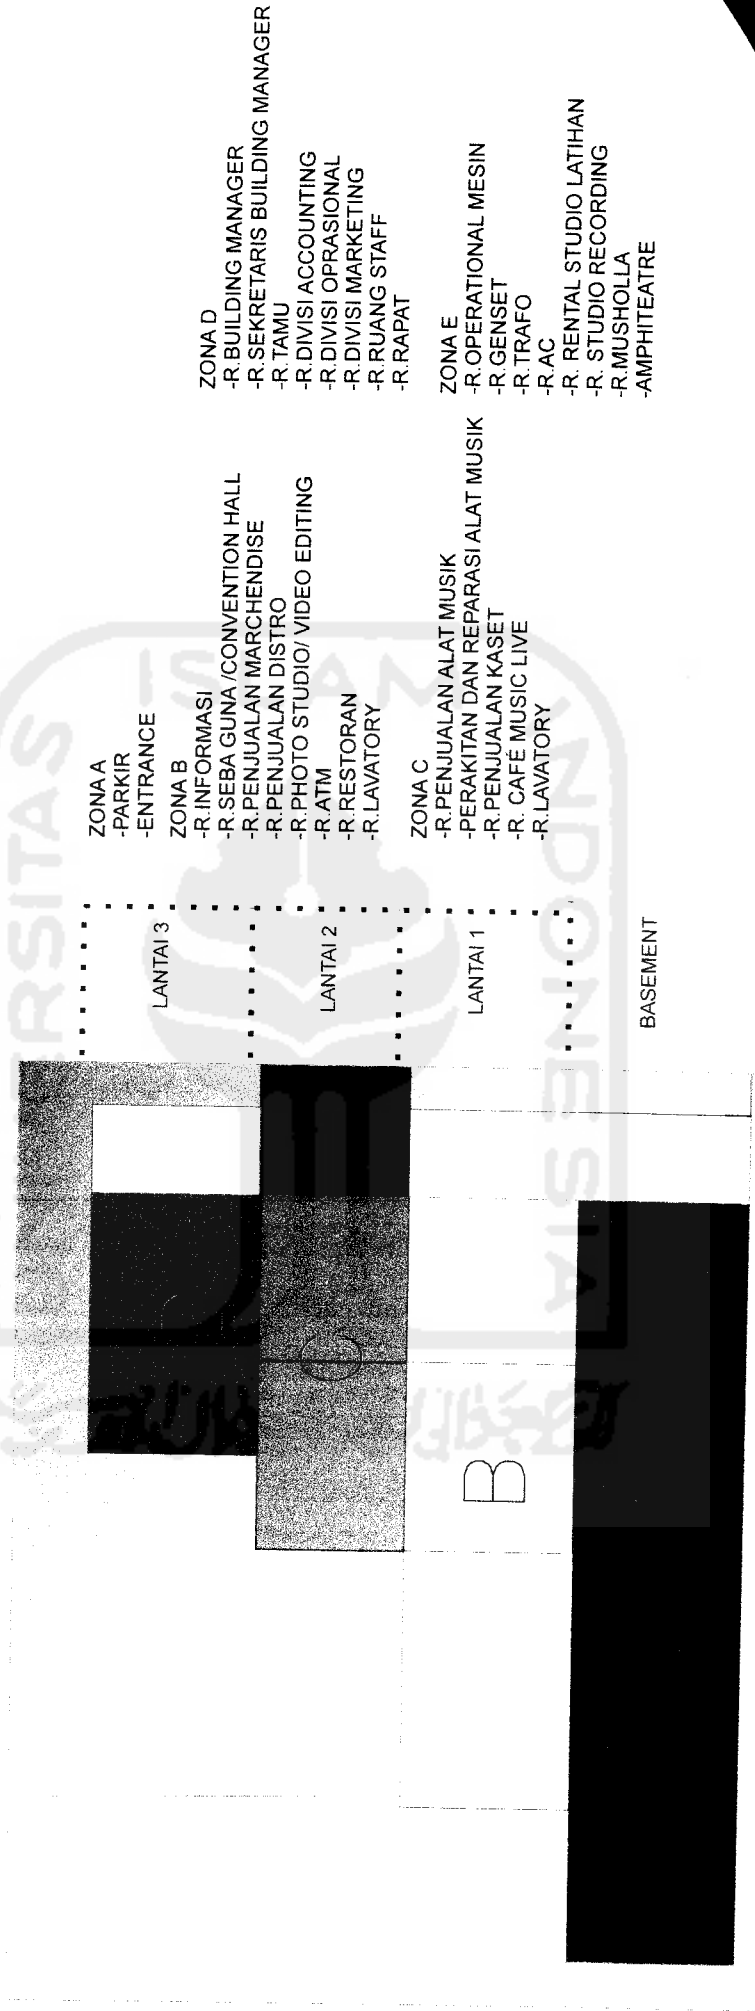 LANTAI 3
LANTAI 2
LANTAI 1
BASEMENT
C
B
ZONA A
-PARKIR
-ENTRANCE
ZONA B
-R.INFORMASI
-R.SEBA GUNA /CONVENTION HALL
-R.PENJUALAN MARCHENDISE
-R.PENJUALAN DISTRO
-R.PHOTO STUDIO/ VIDEO EDITING
-R.ATM
-R.RESTORAN
-R.LAVATORY
ZONA C
-R.PENJUALAN ALAT MUSIK
-PERAKITAN DAN REPARASI ALAT MUSIK
-R.PENJUALAN KASET
-R. CAFÉ MUSIC LIVE
-R.LAVATORY
ZONA D
-R.BUILDING MANAGER
-R.SEKRETARIS BUILDING MANAGER
-R.TAMU
-R.DIVISI ACCOUNTING
-R.DIVISI OPRASIONAL
-R.DIVISI MARKETING
-R.RUANG STAFF
-R.RAPAT
ZONA E
-R.OPERATIONAL MESIN
-R.GENSET
-R.TRAFO
-R.AC
-R. RENTAL STUDIO LATIHAN
-R. STUDIO RECORDING
-R.MUSHOLLA
-AMPHITEATRE
UNIVERSITAS
ISLAM
INDONESIA